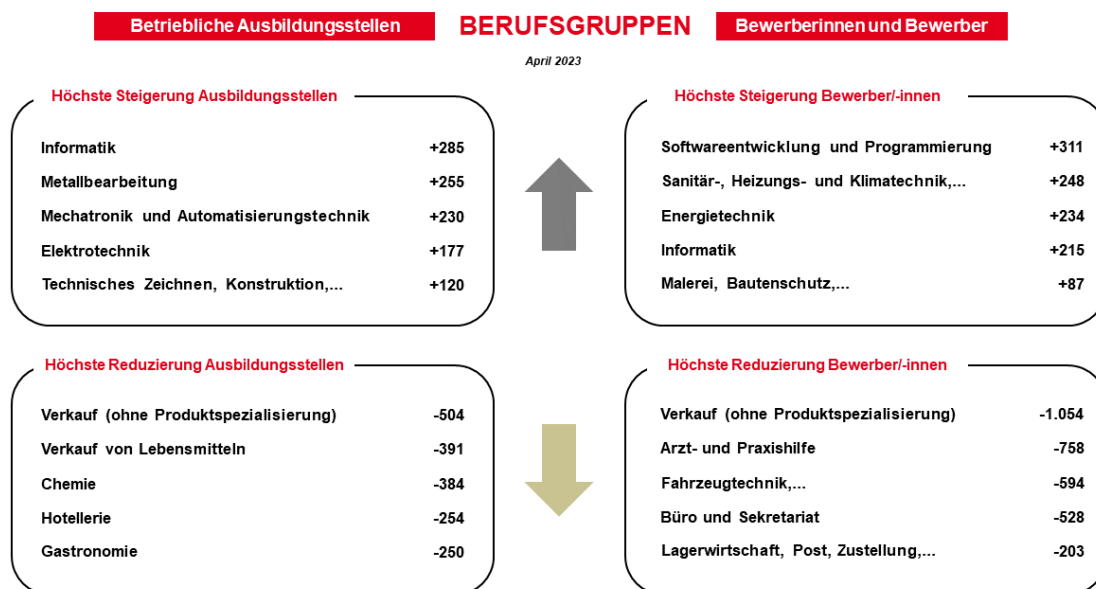 Betriebliche Ausbildungsstellen BERUFSGRUPPEN Bewerberinnen und Bewerber
April 2023
Höchste Steigerung Ausbildungsstellen
Informatik +285
Metallbearbeitung +255
Mechatronik und Automatisierungstechnik +230
Elektrotechnik +177
Technisches Zeichnen, Konstruktion,... +120
Höchste Steigerung Bewerber/-innen
Softwareentwicklung und Programmierung +311
Sanitär-, Heizungs- und Klimatechnik,... +248
Energietechnik +234
Informatik +215
Malerei, Bautenschutz,... +87
Höchste Reduzierung Ausbildungsstellen
Verkauf (ohne Produktspezialisierung) -504
Verkauf von Lebensmitteln -391
Chemie -384
Hotellerie -254
Gastronomie -250
Höchste Reduzierung Bewerber/-innen
Verkauf (ohne Produktspezialisierung) -1.054
Arzt- und Praxishilfe -758
Fahrzeugtechnik,... -594
Büro und Sekretariat -528
Lagerwirtschaft, Post, Zustellung,... -203